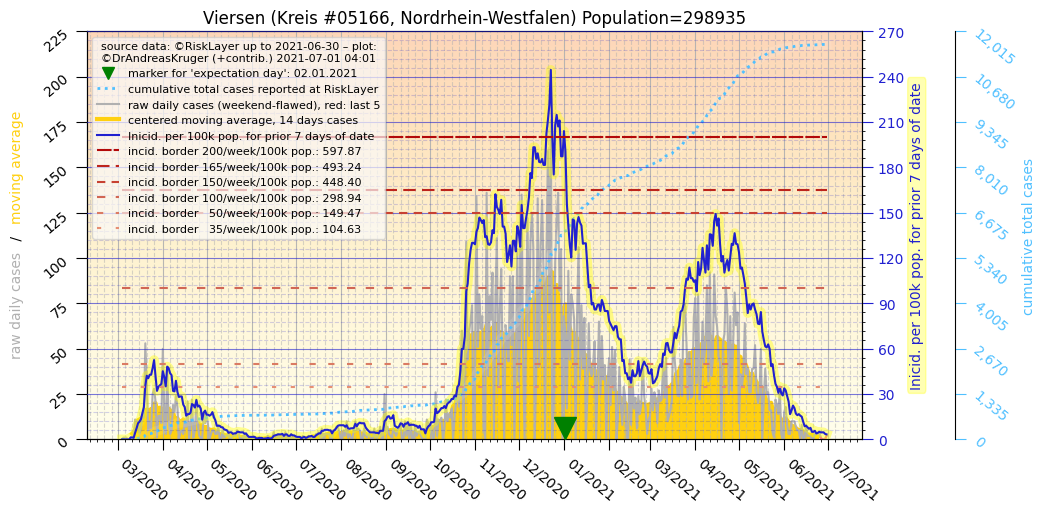 Viersen (Kreis #05166, Nordrhein-Westfalen) Population=298935
source data: ©RiskLayer up to 2021-06-30 – plot:
©DrAndreasKruger (+contrib.) 2021-07-01 04:01
marker for 'expectation day': 02.01.2021
cumulative total cases reported at RiskLayer
raw daily cases (weekend-flawed), red: last 5
centered moving average, 14 days cases
Inicid. per 100k pop. for prior 7 days of date
incid. border 200/week/100k pop.: 597.87
incid. border 165/week/100k pop.: 493.24
incid. border 150/week/100k pop.: 448.40
incid. border 100/week/100k pop.: 298.94
incid. border 50/week/100k pop.: 149.47
incid. border 35/week/100k pop.: 104.63
raw daily cases / moving average
225
200
175
150
125
100
75
50
25
0
270
240
210
180
150
120
90
60
30
0
Inicid. per 100k pop. for prior 7 days of date
12,015
10,680
9,345
8,010
6,675
5,340
4,005
2,670
1,335
0
cumulative total cases
03/2020
04/2020
05/2020
06/2020
07/2020
08/2020
09/2020
10/2020
11/2020
12/2020
01/2021
02/2021
03/2021
04/2021
05/2021
06/2021
07/2021